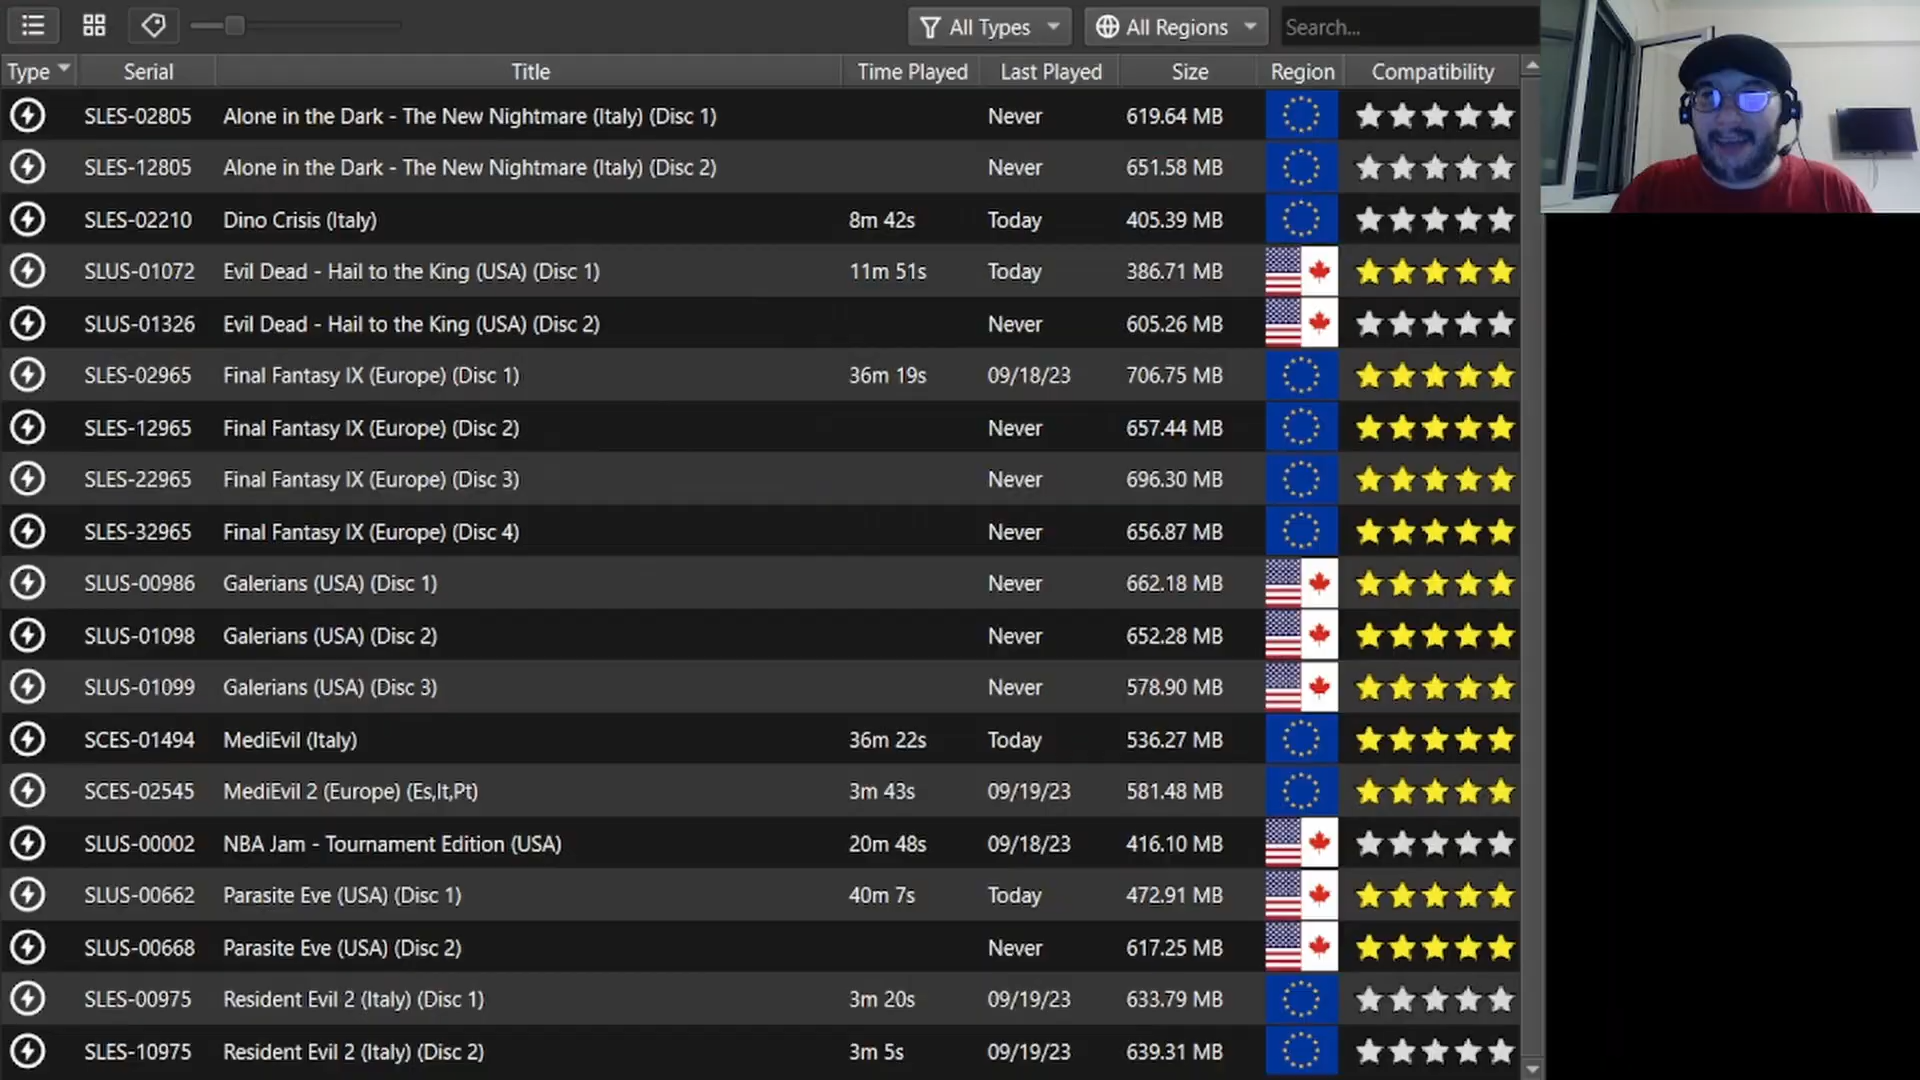 All Types All Regions Search...
Type Serial Title Time Played Last Played Size Region Compatibility
SLES-02805 Alone in the Dark - The New Nightmare (Italy) (Disc 1) Never 619.64 MB
SLES-12805 Alone in the Dark - The New Nightmare (Italy) (Disc 2) Never 651.58 MB
SLES-02210 Dino Crisis (Italy) 8m 42s Today 405.39 MB
SLUS-01072 Evil Dead - Hail to the King (USA) (Disc 1) 11m 51s Today 386.71 MB
SLUS-01326 Evil Dead - Hail to the King (USA) (Disc 2) Never 605.26 MB
SLES-02965 Final Fantasy IX (Europe) (Disc 1) 36m 19s 09/18/23 706.75 MB
SLES-12965 Final Fantasy IX (Europe) (Disc 2) Never 657.44 MB
SLES-22965 Final Fantasy IX (Europe) (Disc 3) Never 696.30 MB
SLES-32965 Final Fantasy IX (Europe) (Disc 4) Never 656.87 MB
SLUS-00986 Galerians (USA) (Disc 1) Never 662.18 MB
SLUS-01098 Galerians (USA) (Disc 2) Never 652.28 MB
SLUS-01099 Galerians (USA) (Disc 3) Never 578.90 MB
SCES-01494 MediEvil (Italy) 36m 22s Today 536.27 MB
SCES-02545 MediEvil 2 (Europe) (Es,It,Pt) 3m 43s 09/19/23 581.48 MB
SLUS-00002 NBA Jam - Tournament Edition (USA) 20m 48s 09/18/23 416.10 MB
SLUS-00662 Parasite Eve (USA) (Disc 1) 40m 7s Today 472.91 MB
SLUS-00668 Parasite Eve (USA) (Disc 2) Never 617.25 MB
SLES-00975 Resident Evil 2 (Italy) (Disc 1) 3m 20s 09/19/23 633.79 MB
SLES-10975 Resident Evil 2 (Italy) (Disc 2) 3m 5s 09/19/23 639.31 MB